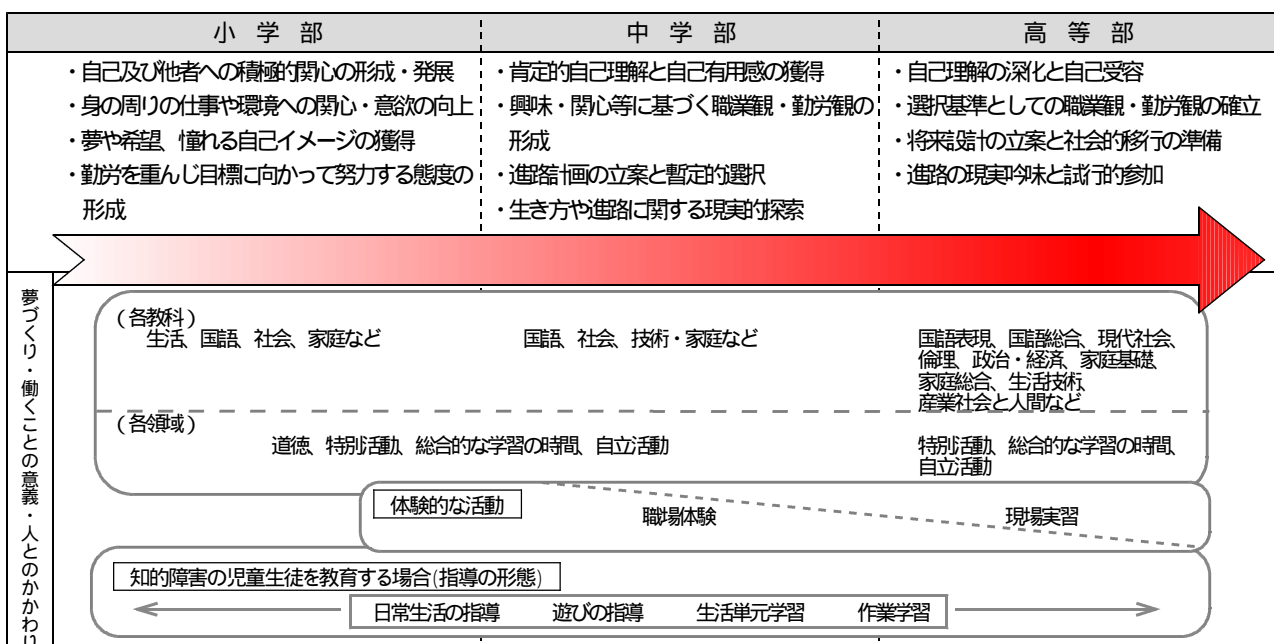 小学部
中学部
高等部
・自己及び他者への積極的関心の形成・発展
・身の周りの仕事や環境への関心・意欲の向上
・夢や希望、憧れる自己イメージの獲得
・勤労を重んじ目標に向かって努力する態度の
形成
・肯定的自己理解と自己有用感の獲得
・興味・関心等に基づく職業観・勤労観の
形成
・進路計画の立案と暫定的選択
・生き方や進路に関する現実的探索
・自己理解の深化と自己受容
・選択基準としての職業観・勤労観の確立
・将来設計の立案と社会的移行の準備
・進路の現実吟味と試行的参加
夢づくり・働くことの意義・人とのかかわり
(各教科)
生活、国語、社会、家庭など
国語、社会、技術・家庭など
国語表現、国語総合、現代社会、
倫理、政治・経済、家庭基礎、
家庭総合、生活技術、
産業社会と人間など
(各領域)
道徳、特別活動、総合的な学習の時間、自立活動
特別活動、総合的な学習の時間、
自立活動
体験的な活動
職場体験
現場実習
知的障害の児童生徒を教育する場合(指導の形態)
日常生活の指導 遊びの指導 生活単元学習 作業学習